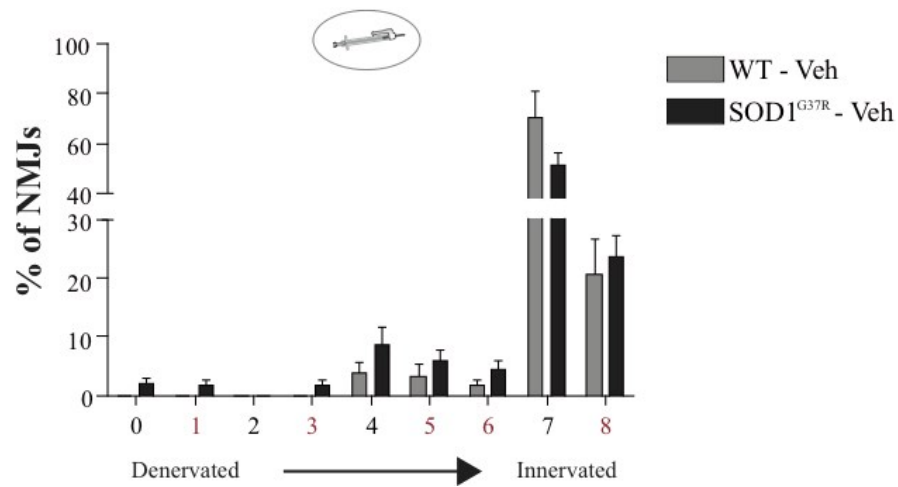 100
80
60
40
30
20
10
0
% of NMJs
WT - Veh
SOD1G37R - Veh
0 1 2 3 4 5 6 7 8
Denervated Innervated